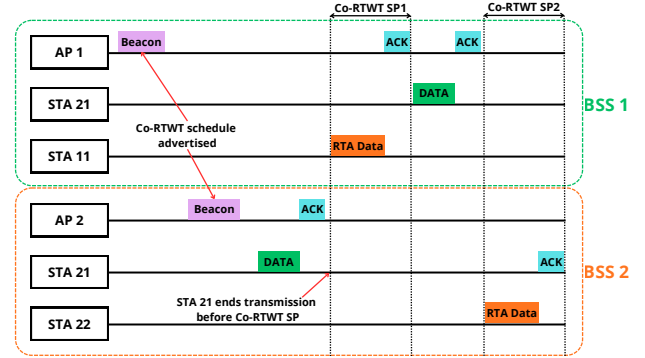 Co-RTWT SP1
Co-RTWT SP2
AP 1
Beacon
ACK
ACK
STA 21
DATA
BSS 1
Co-RTWT schedule
advertised
STA 11
RTA Data
AP 2
Beacon
ACK
STA 21
DATA
ACK
BSS 2
STA 21 ends transmission
before Co-RTWT SP
STA 22
RTA Data